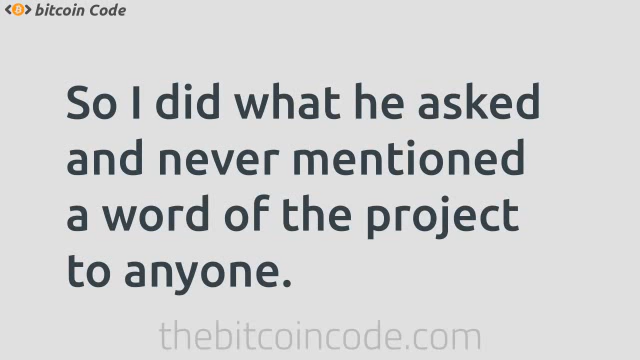 bitcoin Code
So I did what he asked
and never mentioned
a word of the project
to anyone.
thebitcoincode.com